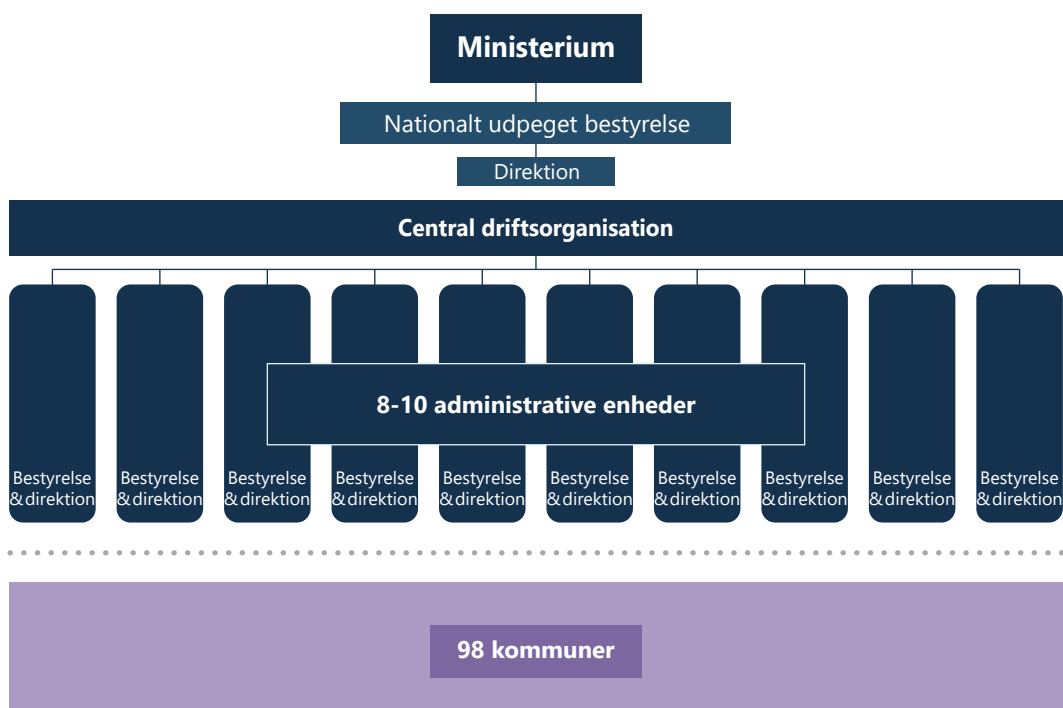 Ministerium
Nationalt udpeget bestyrelse
Direktion
Central driftsorganisation
8-10 administrative enheder
Bestyrelse
& direktion
Bestyrelse
& direktion
Bestyrelse
& direktion
Bestyrelse
& direktion
Bestyrelse
& direktion
Bestyrelse
& direktion
Bestyrelse
& direktion
Bestyrelse
& direktion
Bestyrelse
& direktion
Bestyrelse
& direktion
98 kommuner